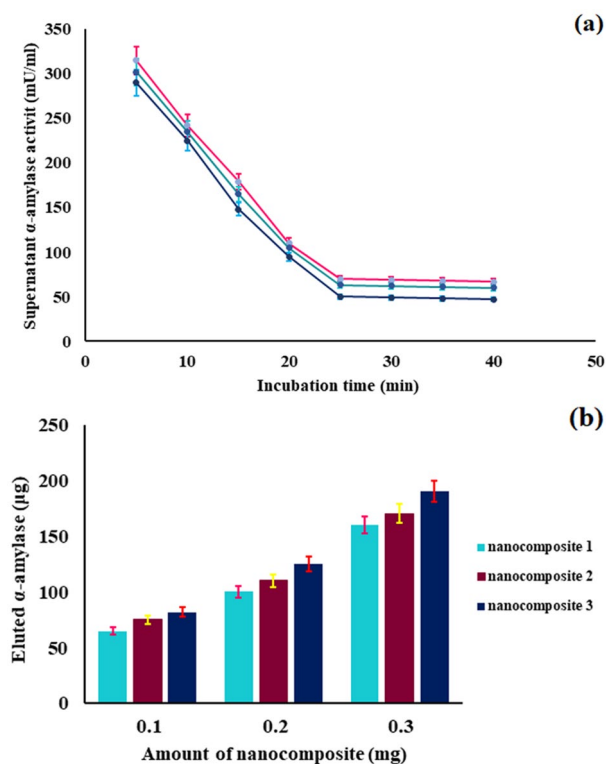 (a)
Supernatant α-amylase activit (mU/ml)
350
300
250
200
150
100
50
0
0 10 20 30 40 50
Incubation time (min)
(b)
Eluted α-amylase (µg)
250
200
150
100
50
0
0.1 0.2 0.3
Amount of nanocomposite (mg)
nanocomposite 1
nanocomposite 2
nanocomposite 3